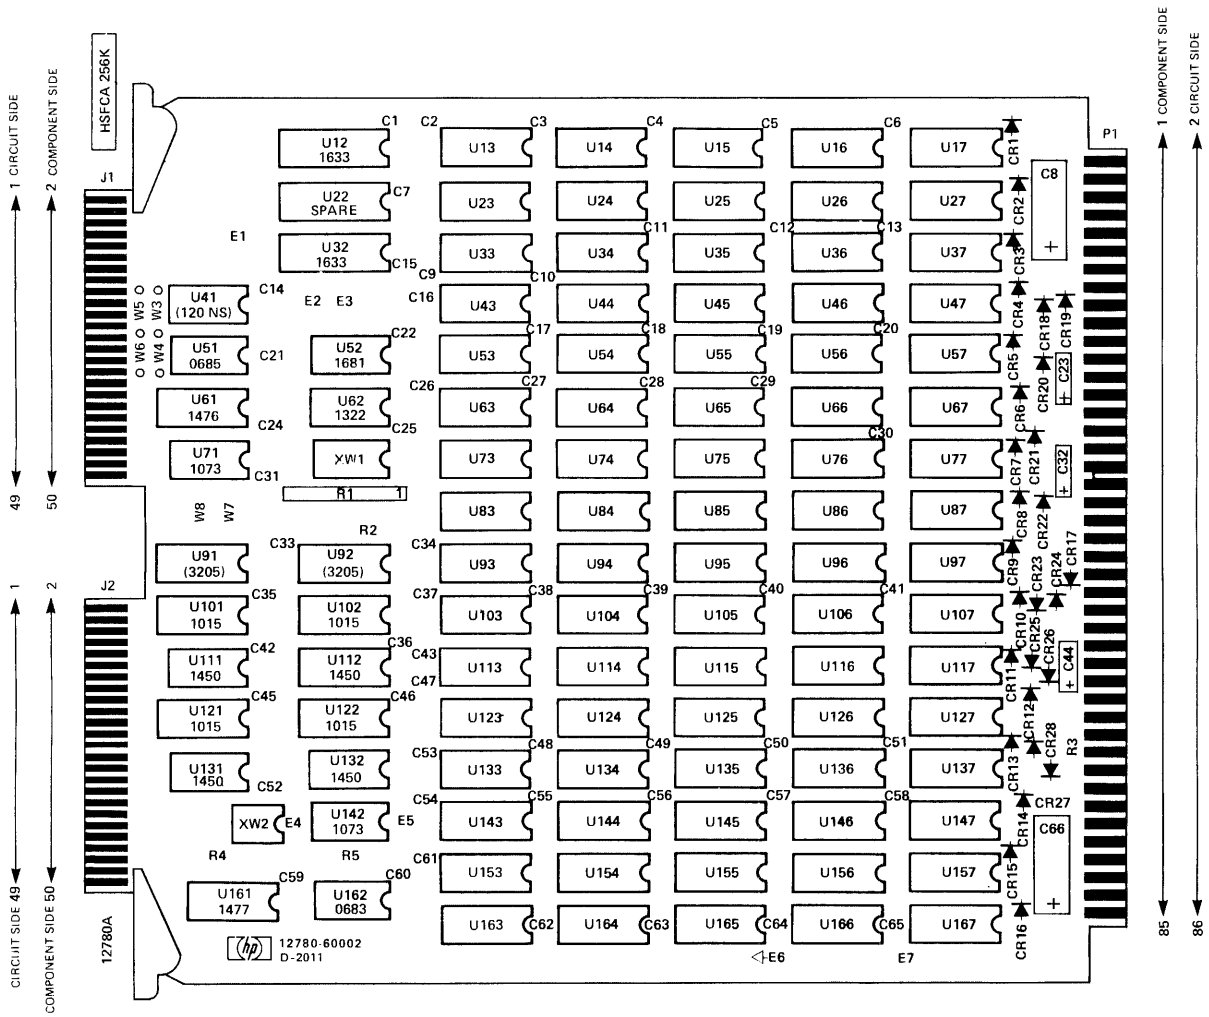 HSFCA 256K
1 CIRCUIT SIDE
2 COMPONENT SIDE
49
50
1
2
CIRCUIT SIDE 49
COMPONENT SIDE 50
1 COMPONENT SIDE
2 CIRCUIT SIDE
85
86
J1
J2
P1
12780A
C1 C2 C3 C4 C5 C6
U12
1633
U13 U14 U15 U16 U17
CR1
C8
+
U22
SPARE
C7
U23 U24 U25 U26 U27
CR2
E1
C11 C12 C13
U32
1633
C15
U33 U34 U35 U36 U37
CR3
C9 C10
W5 W3
U41
(120 NS)
C14
E2 E3
C16
U43 U44 U45 U46 U47
CR4
CR18
CR19
W6 W4
C22 C17 C18 C19 C20
U51
0685
C21
U52
1681
U53 U54 U55 U56 U57
CR5
CR20
C23
+
C26 C27 C28 C29
U61
1476
C24
U62
1322
C25
U63 U64 U65 U66 U67
CR6
C30
U71
1073
C31
XW1
U73 U74 U75 U76 U77
CR7
CR21
C32
+
R1 1
W8 W7
R2
U83 U84 U85 U86 U87
CR8
CR22
CR17
C33 C34
U91
(3205)
U92
(3205)
U93 U94 U95 U96 U97
CR9
CR23
CR24
C35 C37 C38 C39 C40 C41
U101
1015
U102
1015
U103 U104 U105 U106 U107
CR10
CR25
CR26
C42 C36 C43
U111
1450
U112
1450
U113 U114 U115 U116 U117
CR11
C44
+
C45 C46 C47
U121
1015
U122
1015
U123 U124 U125 U126 U127
CR12
CR28
R3
C53 C48 C49 C50 C51
U131
1450
C52
U132
1450
U133 U134 U135 U136 U137
CR13
C54 C55 C56 C57 C58
XW2
E4
U142
1073
E5
U143 U144 U145 U146 U147
CR14
CR27
C66
+
R4 R5
C61
U153 U154 U155 U156 U157
CR15
C59 C60
U161
1477
U162
0683
U163 C62 U164 C63 U165 C64 U166 C65 U167
CR16
hp
12780-60002
D-2011
E6
E7